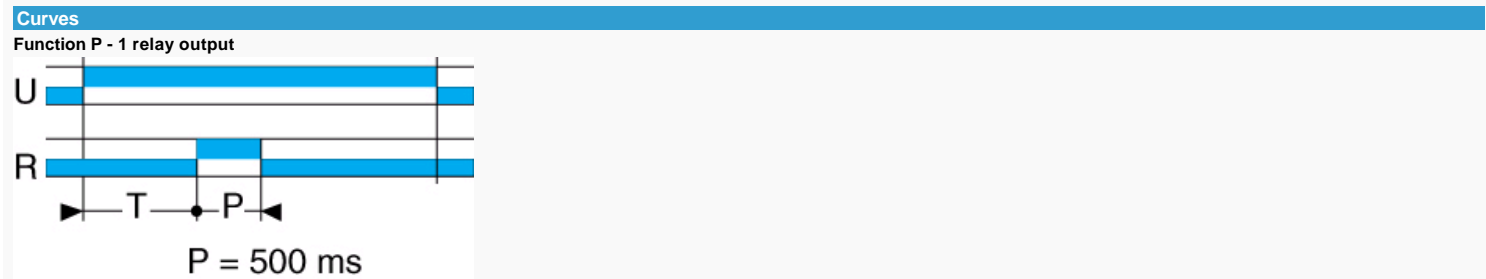 Curves
Function P - 1 relay output
U
R
T P
P = 500 ms